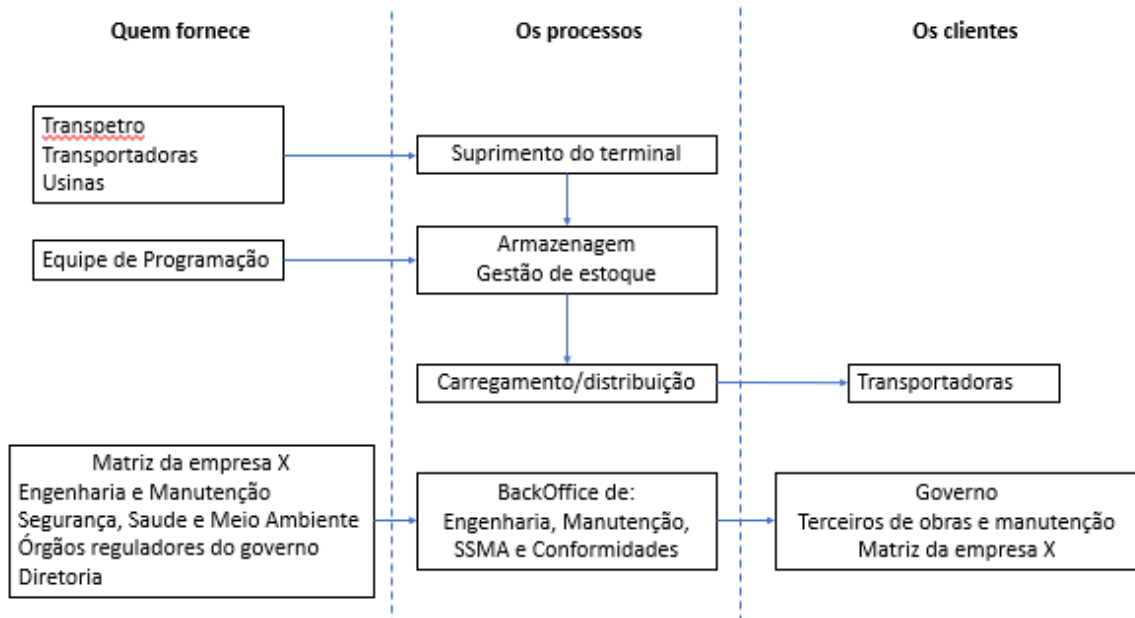 Quem fornece
Os processos
Os clientes
Transpetro
Transportadoras
Usinas
Suprimento do terminal
Equipe de Programação
Armazenagem
Gestão de estoque
Carregamento/distribuição
Transportadoras
Matriz da empresa X
Engenharia e Manutenção
Segurança, Saude e Meio Ambiente
Órgãos reguladores do governo
Diretoria
BackOffice de:
Engenharia, Manutenção,
SSMA e Conformidades
Governo
Terceiros de obras e manutenção
Matriz da empresa X